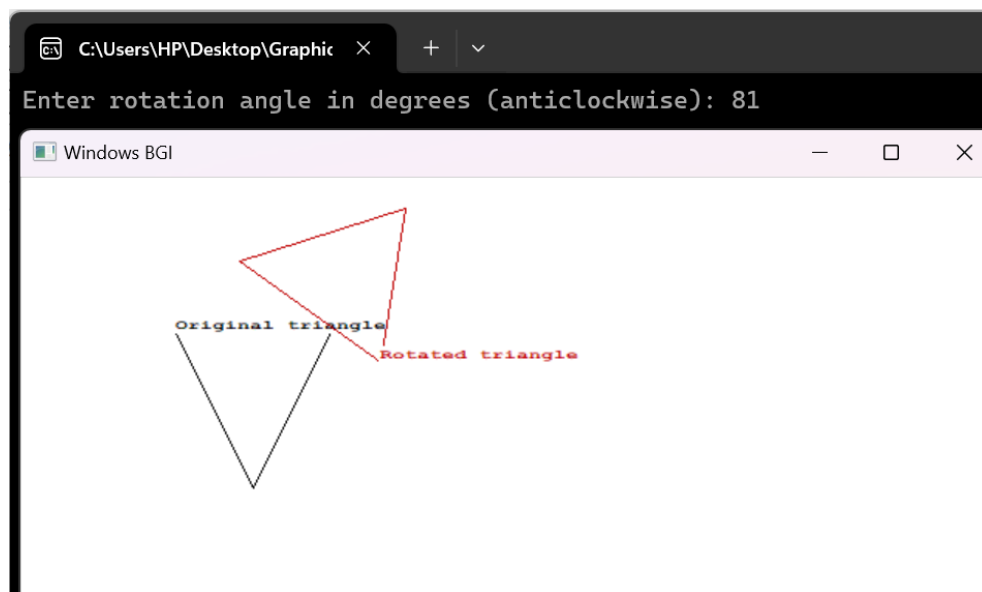 C:\Users\HP\Desktop\Graphic
Enter rotation angle in degrees (anticlockwise): 81
Windows BGI
Original triangle
Rotated triangle